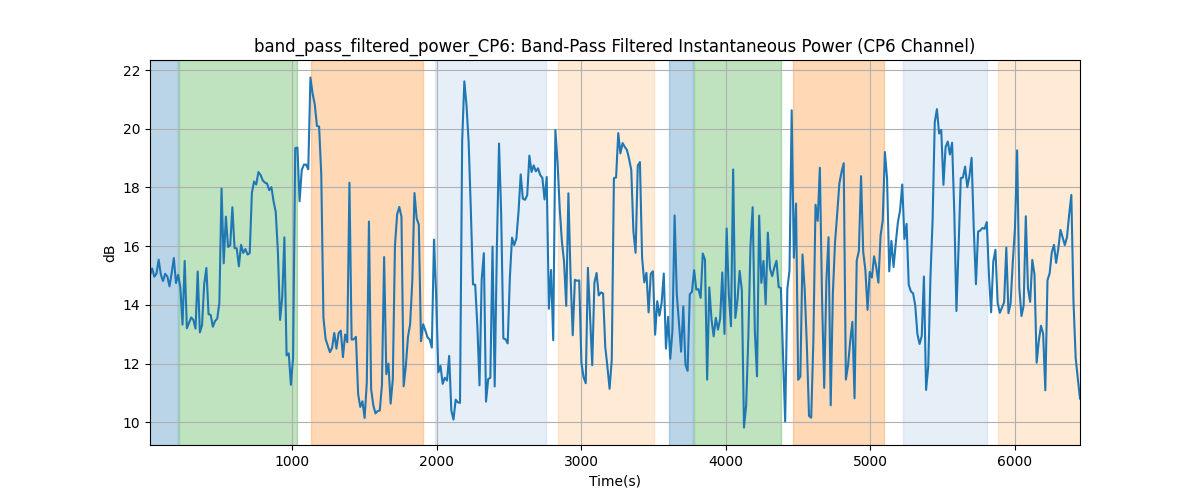 band_pass_filtered_power_CP6: Band-Pass Filtered Instantaneous Power (CP6 Channel)
22
20
18
16
14
12
10
dB
1000 2000 3000 4000 5000 6000
Time(s)